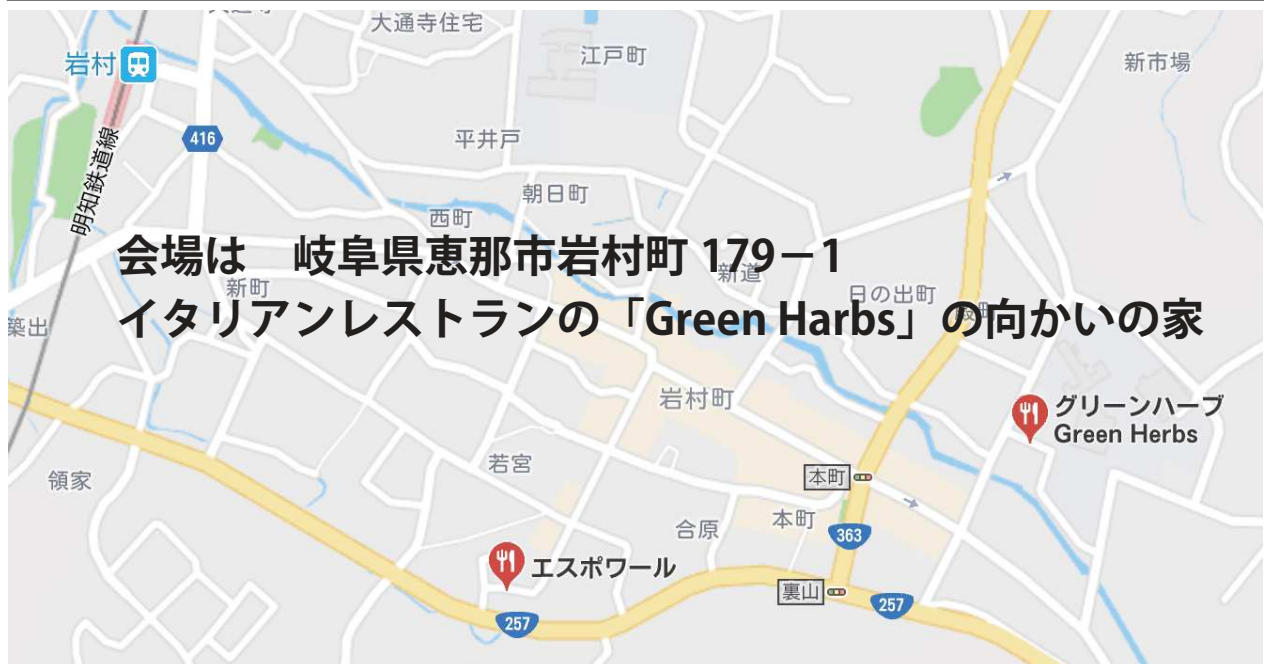 大通寺住宅
岩村
江戸町
新市場
416
平井戸
明知鉄道線
朝日町
西町
会場は　岐阜県恵那市岩村町 179－1
新町
新道
日の出町
イタリアンレストランの「Green Harbs」の向かいの家
築出
岩村町
グリーンハーブ
Green Herbs
若宮
領家
本町
本町
合原
363
エスポワール
裏山
257
257